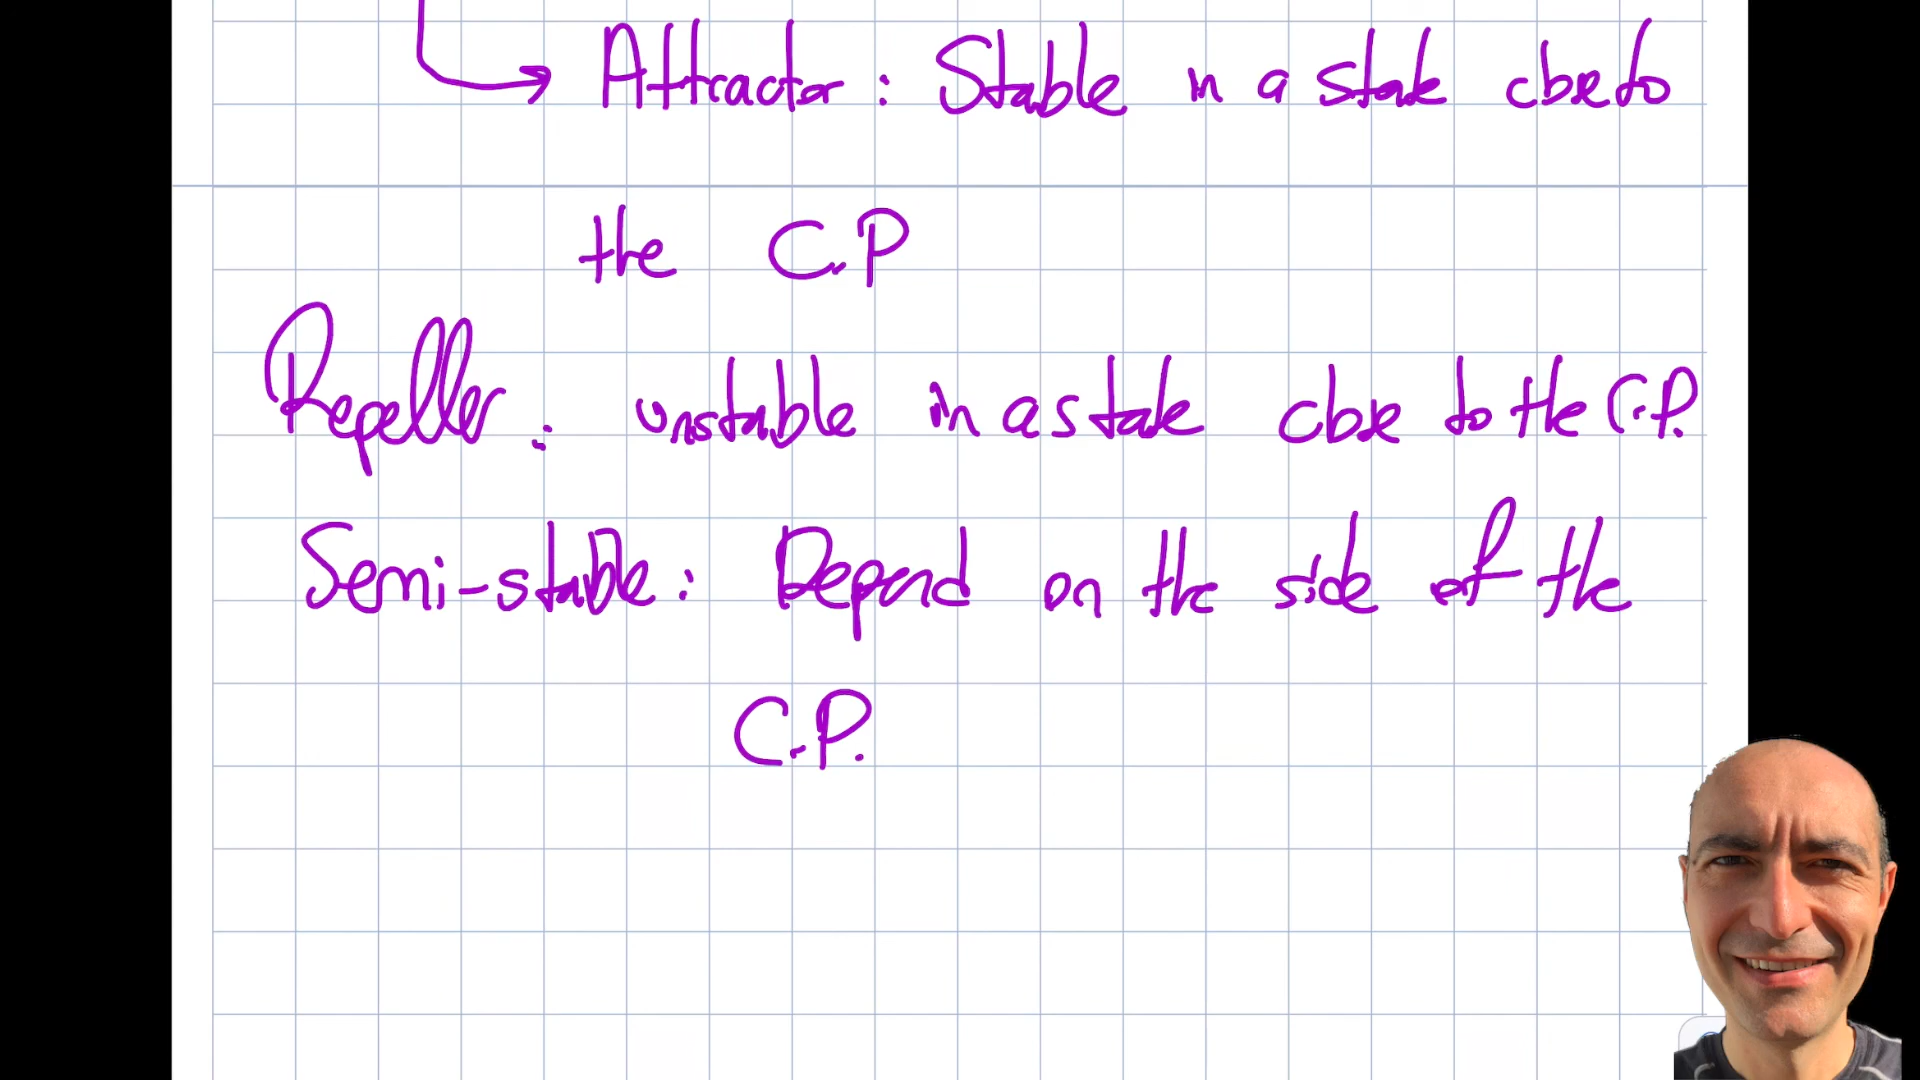 Attractor : Stable in a state close to
the C.P
Repeller : unstable in a state close to the C.P.
Semi-stable : Depend on the side of the
C.P.